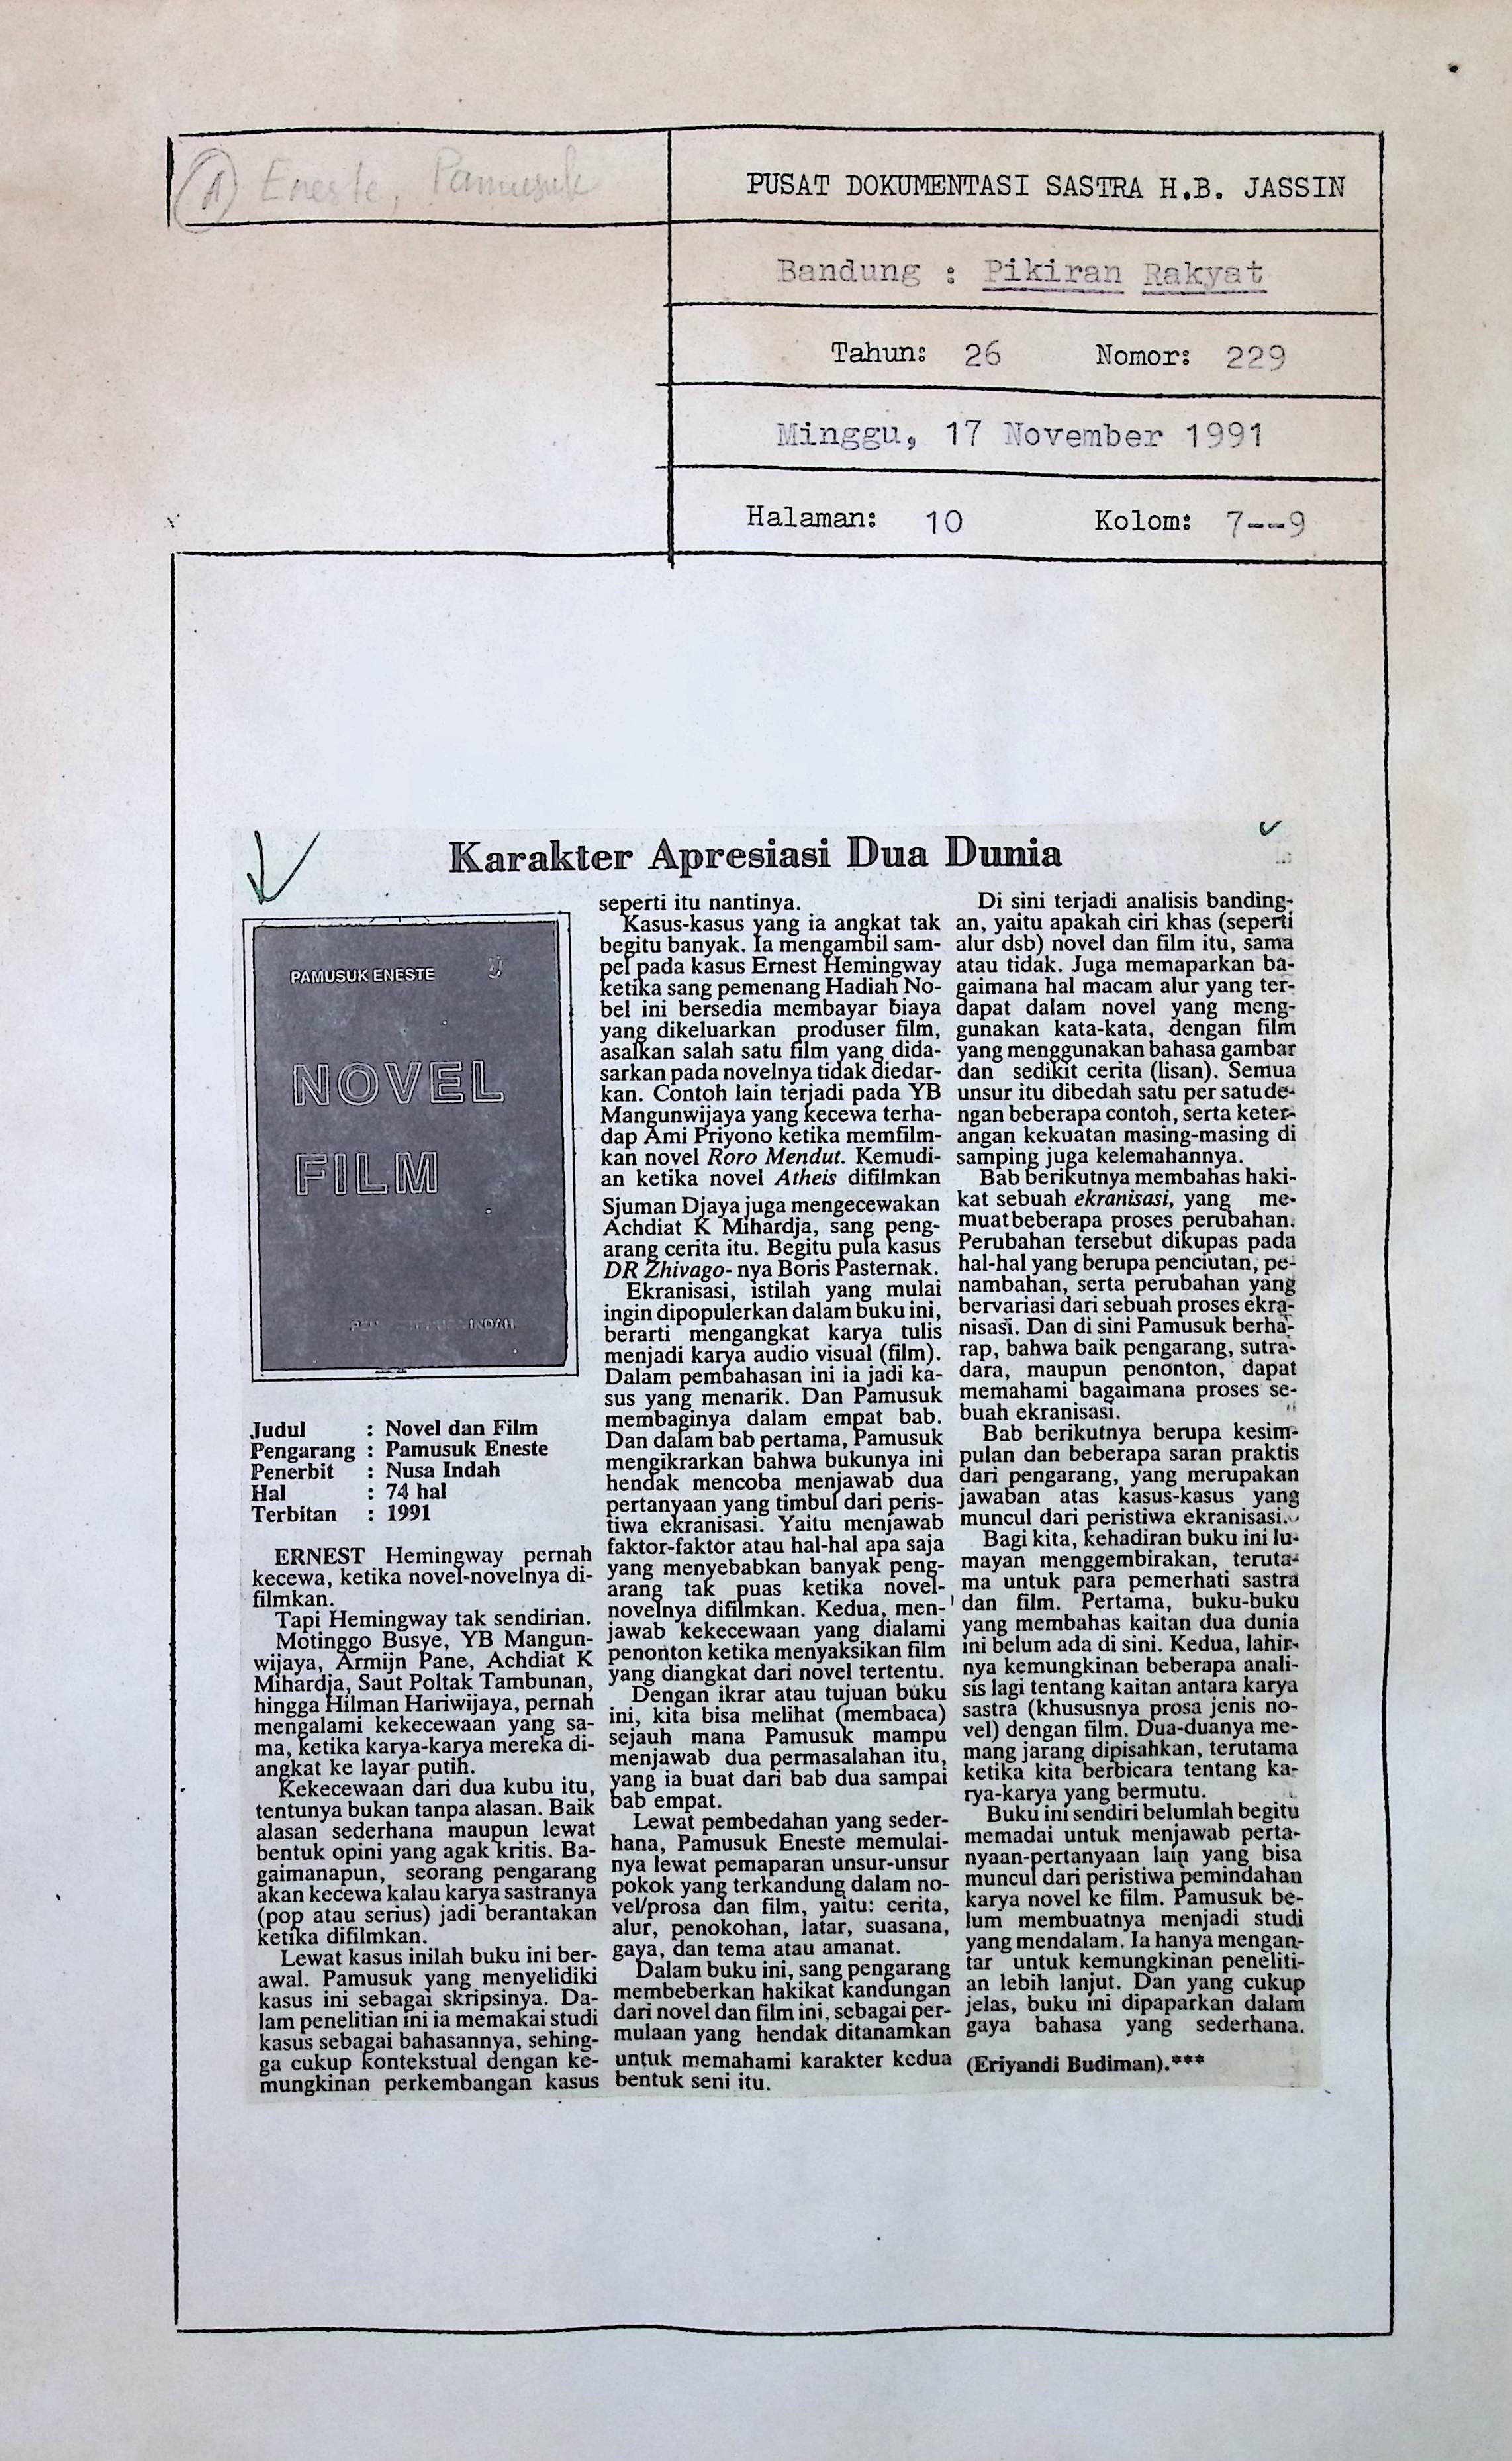 A Eneste, Pamusuk
PUSAT DOKUMENTASI SASTRA H.B. JASSIN
Bandung : Pikiran Rakyat
Tahun: 26 Nomor: 229
Minggu, 17 November 1991
Halaman: 10 Kolom: 7--9
Karakter Apresiasi Dua Dunia
PAMUSUK ENESTE
NOVEL
FILM
INDAH
Judul : Novel dan Film
Pengarang : Pamusuk Eneste
Penerbit : Nusa Indah
Hal : 74 hal
Terbitan : 1991
ERNEST Hemingway pernah
kecewa, ketika novel-novelnya di-
filmkan.
Tapi Hemingway tak sendirian.
Motinggo Busye, YB Mangun-
wijaya, Armijn Pane, Achdiat K
Mihardja, Saut Poltak Tambunan,
hingga Hilman Hariwijaya, pernah
mengalami kekecewaan yang sa-
ma, ketika karya-karya mereka di-
angkat ke layar putih.
Kekecewaan dari dua kubu itu,
tentunya bukan tanpa alasan. Baik
alasan sederhana maupun lewat
bentuk opini yang agak kritis. Ba-
gaimanapun, seorang pengarang
akan kecewa kalau karya sastranya
(pop atau serius) jadi berantakan
ketika difilmkan.
Lewat kasus inilah buku ini ber-
awal. Pamusuk yang menyelidiki
kasus ini sebagai skripsinya. Da-
lam penelitian ini ia memakai studi
kasus sebagai bahasannya, sehing-
ga cukup kontekstual dengan ke-
mungkinan perkembangan kasus
seperti itu nantinya.
Kasus-kasus yang ia angkat tak
begitu banyak. Ia mengambil sam-
pel pada kasus Ernest Hemingway
ketika sang pemenang Hadiah No-
bel ini bersedia membayar biaya
yang dikeluarkan produser film,
asalkan salah satu film yang dida-
sarkan pada novelnya tidak diedar-
kan. Contoh lain terjadi pada YB
Mangunwijaya yang kecewa terha-
dap Ami Priyono ketika memfilm-
kan novel Roro Mendut. Kemudi-
an ketika novel Atheis difilmkan
Sjuman Djaya juga mengecewakan
Achdiat K Mihardja, sang peng-
arang cerita itu. Begitu pula kasus
DR Zhivago- nya Boris Pasternak.
Ekranisasi, istilah yang mulai
ingin dipopulerkan dalam buku ini,
berarti mengangkat karya tulis
menjadi karya audio visual (film).
Dalam pembahasan ini ia jadi ka-
sus yang menarik. Dan Pamusuk
membaginya dalam empat bab.
Dan dalam bab pertama, Pamusuk
mengikrarkan bahwa bukunya ini
hendak mencoba menjawab dua
pertanyaan yang timbul dari peris-
tiwa ekranisasi. Yaitu menjawab
faktor-faktor atau hal-hal apa saja
yang menyebabkan banyak peng-
arang tak puas ketika novel-
novelnya difilmkan. Kedua, men-
jawab kekecewaan yang dialami
penonton ketika menyaksikan film
yang diangkat dari novel tertentu.
Dengan ikrar atau tujuan buku
ini, kita bisa melihat (membaca)
sejauh mana Pamusuk mampu
menjawab dua permasalahan itu,
yang ia buat dari bab dua sampai
bab empat.
Lewat pembedahan yang seder-
hana, Pamusuk Eneste memulai-
nya lewat pemaparan unsur-unsur
pokok yang terkandung dalam no-
vel/prosa dan film, yaitu: cerita,
alur, penokohan, latar, suasana,
gaya, dan tema atau amanat.
Dalam buku ini, sang pengarang
membeberkan hakikat kandungan
dari novel dan film ini, sebagai per-
mulaan yang hendak ditanamkan
untuk memahami karakter kedua
bentuk seni itu.
Di sini terjadi analisis banding-
an, yaitu apakah ciri khas (seperti
alur dsb) novel dan film itu, sama
atau tidak. Juga memaparkan ba-
gaimana hal macam alur yang ter-
dapat dalam novel yang meng-
gunakan kata-kata, dengan film
yang menggunakan bahasa gambar
dan sedikit cerita (lisan). Semua
unsur itu dibedah satu per satu de-
ngan beberapa contoh, serta keter-
angan kekuatan masing-masing di
samping juga kelemahannya.
Bab berikutnya membahas haki-
kat sebuah ekranisasi, yang me-
muat beberapa proses perubahan.
Perubahan tersebut dikupas pada
hal-hal yang berupa penciutan, pe-
nambahan, serta perubahan yang
bervariasi dari sebuah proses ekra-
nisasi. Dan di sini Pamusuk berha-
rap, bahwa baik pengarang, sutra-
dara, maupun penonton, dapat
memahami bagaimana proses se-
buah ekranisasi.
Bab berikutnya berupa kesim-
pulan dan beberapa saran praktis
dari pengarang, yang merupakan
jawaban atas kasus-kasus yang
muncul dari peristiwa ekranisasi.
Bagi kita, kehadiran buku ini lu-
mayan menggembirakan, teruta-
ma untuk para pemerhati sastra
dan film. Pertama, buku-buku
yang membahas kaitan dua dunia
ini belum ada di sini. Kedua, lahir-
nya kemungkinan beberapa anali-
sis lagi tentang kaitan antara karya
sastra (khususnya prosa jenis no-
vel) dengan film. Dua-duanya me-
mang jarang dipisahkan, terutama
ketika kita berbicara tentang ka-
rya-karya yang bermutu.
Buku ini sendiri belumlah begitu
memadai untuk menjawab perta-
nyaan-pertanyaan lain yang bisa
muncul dari peristiwa pemindahan
karya novel ke film. Pamusuk be-
lum membuatnya menjadi studi
yang mendalam. Ia hanya mengan-
tar untuk kemungkinan peneliti-
an lebih lanjut. Dan yang cukup
jelas, buku ini dipaparkan dalam
gaya bahasa yang sederhana.
(Eriyandi Budiman).***